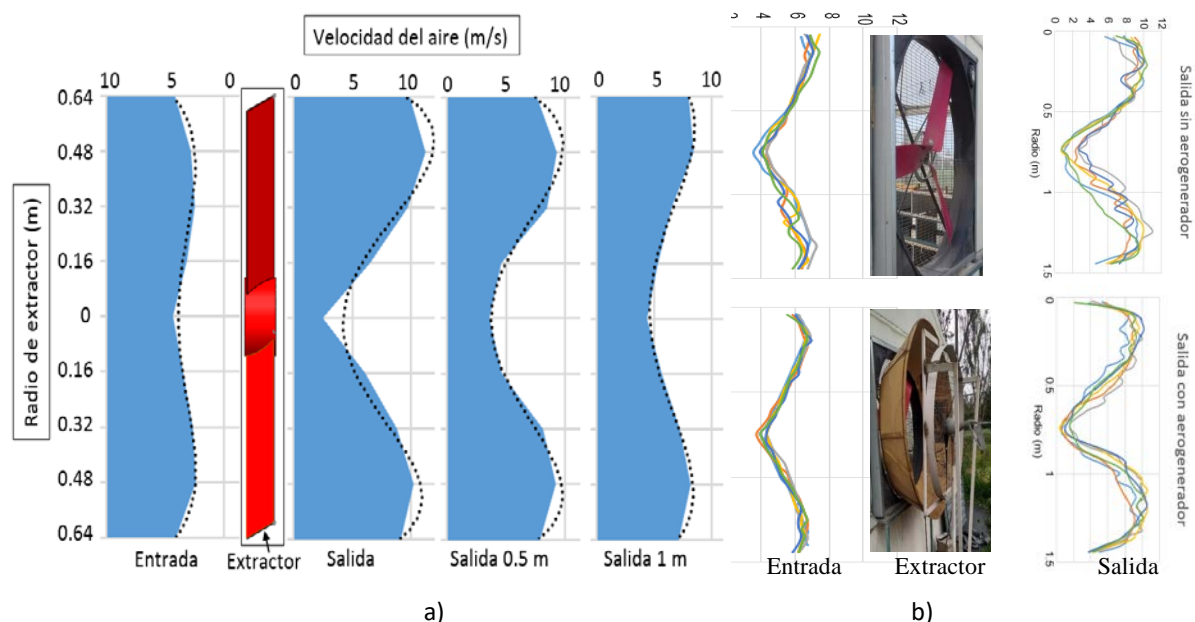 Velocidad del aire (m/s)
10 5 0
0 5 10
0 5 10
0 5 10
Radio de extractor (m)
0.64
0.48
0.32
0.16
0
0.16
0.32
0.48
0.64
Entrada
Extractor
Salida
Salida 0.5 m
Salida 1 m
a)
2 4 6 8 10 12
0 2 4 6 8 10 12
0
0.5
1
1.5
Radio (m)
Salida sin aerogenerador
0
0.5
1
1.5
Radio (m)
Salida con aerogenerador
Entrada
Extractor
Salida
b)